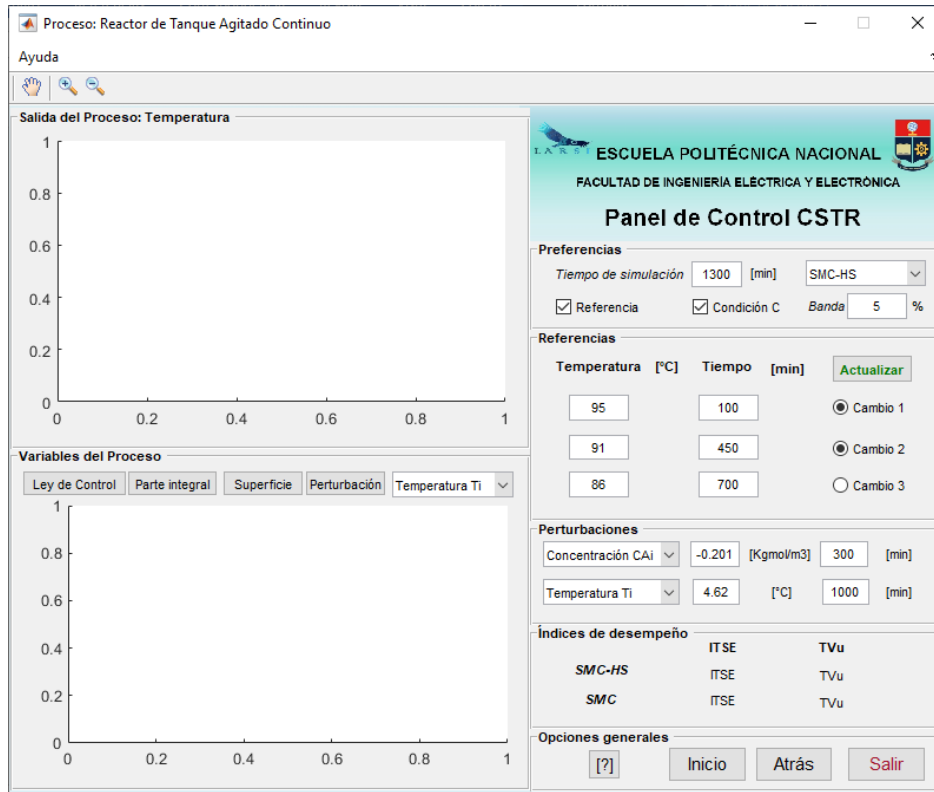 Proceso: Reactor de Tanque Agitado Continuo
Ayuda
Salida del Proceso: Temperatura
1
0.8
0.6
0.4
0.2
0
0 0.2 0.4 0.6 0.8 1
Variables del Proceso
Ley de Control Parte integral Superficie Perturbación Temperatura Ti
1
0.8
0.6
0.4
0.2
0
0 0.2 0.4 0.6 0.8 1
L A R S I
ESCUELA POLITÉCNICA NACIONAL
FACULTAD DE INGENIERÍA ELÉCTRICA Y ELECTRÓNICA
Panel de Control CSTR
Preferencias
Tiempo de simulación 1300 [min] SMC-HS
Referencia Condición C Banda 5 %
Referencias
Temperatura [ºC] Tiempo [min] Actualizar
95 100 Cambio 1
91 450 Cambio 2
86 700 Cambio 3
Perturbaciones
Concentración CAi -0.201 [Kgmol/m3] 300 [min]
Temperatura Ti 4.62 [°C] 1000 [min]
Índices de desempeño
ITSE TVu
SMC-HS ITSE TVu
SMC ITSE TVu
Opciones generales
[?] Inicio Atrás Salir